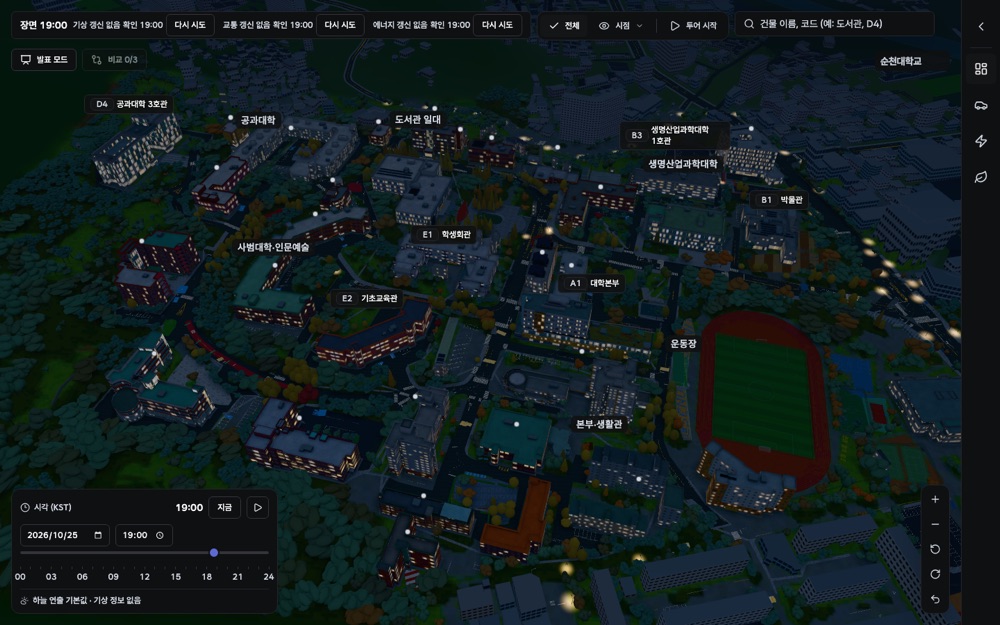 장면 19:00 기상 갱신 없음 확인 19:00 다시 시도 교통 갱신 없음 확인 19:00 다시 시도 에너지 갱신 없음 확인 19:00 다시 시도 전체 시점 투어 시작 건물 이름, 코드 (예: 도서관, D4)
발표 모드 비교 0/3
순천대학교
D4 공과대학 3호관
공과대학
도서관 일대
B3 생명산업과학대학
1호관
생명산업과학대학
B1 박물관
E1 학생회관
사범대학·인문예술
A1 대학본부
E2 기초교육관
운동장
본부·생활관
시각 (KST) 19:00 지금
2026/10/25 19:00
00 03 06 09 12 15 18 21 24
하늘 연출 기본값 · 기상 정보 없음